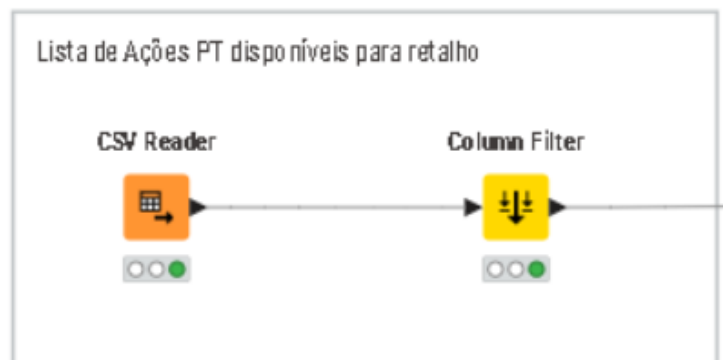 Lista de Ações PT disponíveis para retalho
CSV Reader
Column Filter